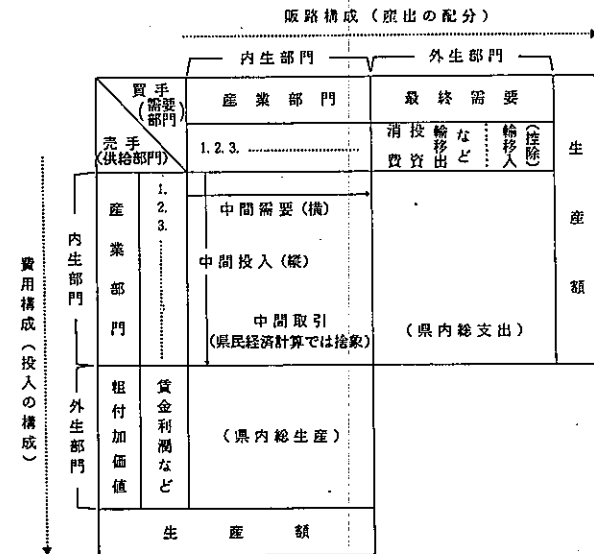 販路構成（産出の配分）
内生部門
外生部門
買手
（需要部門）
売手
（供給部門）
産業部門
最終需要
1. 2. 3.
消費
投資
輸移出
など
輸移入
（控除）
生産額
費用構成（投入の構成）
内生部門
産業部門
1.
2.
3.
中間需要（横）
中間投入（縦）
中間取引
（県民経済計算では捨象）
（県内総支出）
外生部門
粗付加価値
賃金利潤など
（県内総生産）
生産額